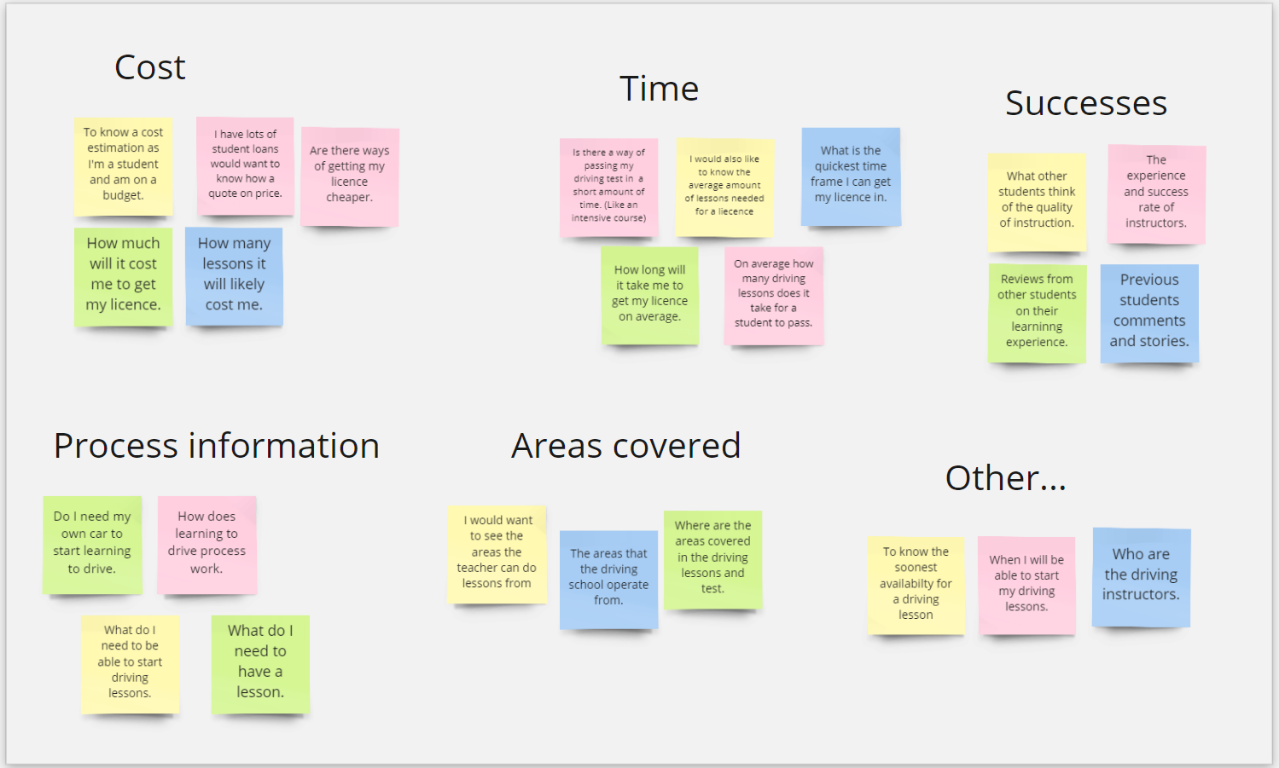 Cost
To know a cost
estimation as
I'm a student
and am on a
budget.
I have lots of
student loans
would want to
know how a
quote on price.
Are there ways
of getting my
licence
cheaper.
How much
will it cost
me to get
my licence.
How many
lessons it
will likely
cost me.
Time
Is there a way of
passing my
driving test in a
short amount of
time. (Like an
intensive course)
I would also like
to know the
average amount
of lessons needed
for a liecence
What is the
quickest time
frame I can get
my licence in.
How long will
it take me to
get my licence
on average.
On average how
many driving
lessons does it
take for a
student to pass.
Successes
What other
students think
of the quality
of instruction.
The
experience
and success
rate of
instructors.
Reviews from
other students
on their
learninng
experience.
Previous
students
comments
and stories.
Process information
Do I need my
own car to
start learning
to drive.
How does
learning to
drive process
work.
What do I
need to be
able to start
driving
lessons.
What do I
need to
have a
lesson.
Areas covered
I would want
to see the
areas the
teacher can do
lessons from
The areas that
the driving
school operate
from.
Where are the
areas covered
in the driving
lessons and
test.
Other...
To know the
soonest
availabilty for
a driving
lesson
When I will be
able to start
my driving
lessons.
Who are
the driving
instructors.